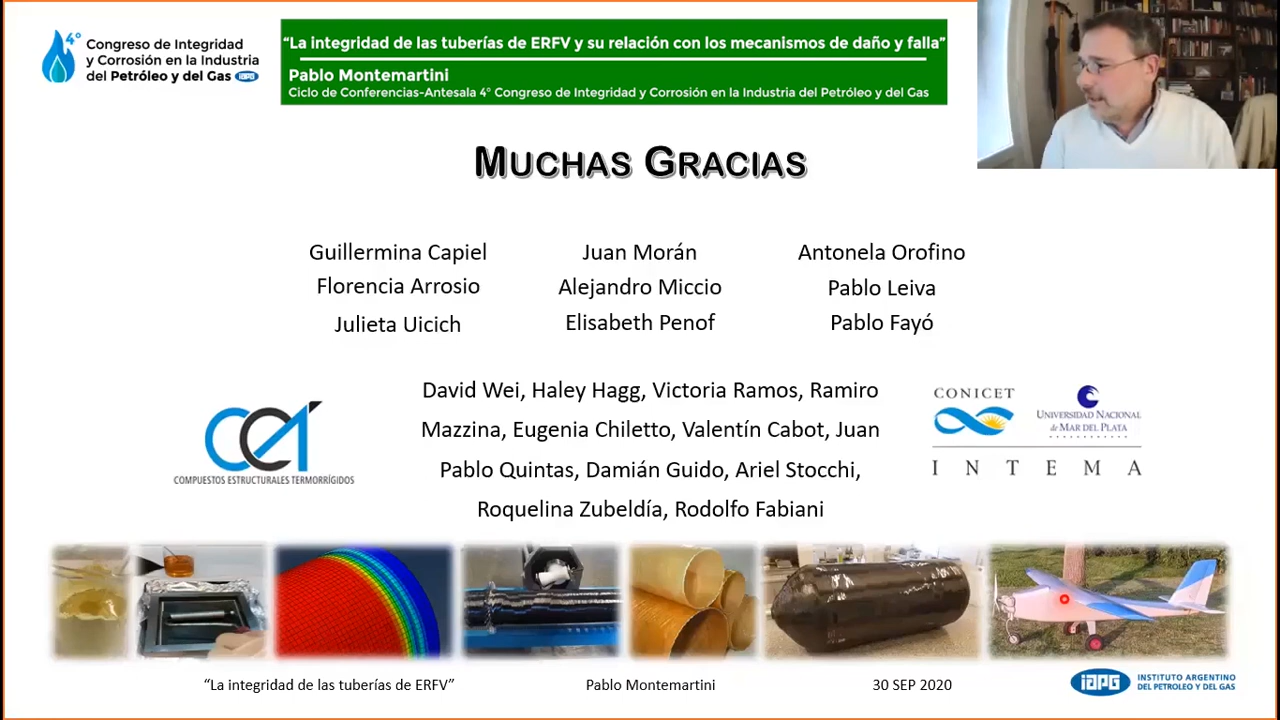 4°
Congreso de Integridad
y Corrosión en la Industria
del Petróleo y del Gas iapg
“La integridad de las tuberías de ERFV y su relación con los mecanismos de daño y falla”
Pablo Montemartini
Ciclo de Conferencias-Antesala 4° Congreso de Integridad y Corrosión en la Industria del Petróleo y del Gas
MUCHAS GRACIAS
Guillermina Capiel Juan Morán Antonela Orofino
Florencia Arrosio Alejandro Miccio Pablo Leiva
Julieta Uicich Elisabeth Penof Pablo Fayó
David Wei, Haley Hagg, Victoria Ramos, Ramiro
Mazzina, Eugenia Chiletto, Valentín Cabot, Juan
Pablo Quintas, Damián Guido, Ariel Stocchi,
Roquelina Zubeldía, Rodolfo Fabiani
CET
COMPUESTOS ESTRUCTURALES TERMORRÍGIDOS
CONICET
UNIVERSIDAD NACIONAL
de MAR DEL PLATA
INTEMA
“La integridad de las tuberías de ERFV” Pablo Montemartini 30 SEP 2020
iapg INSTITUTO ARGENTINO
DEL PETROLEO Y DEL GAS